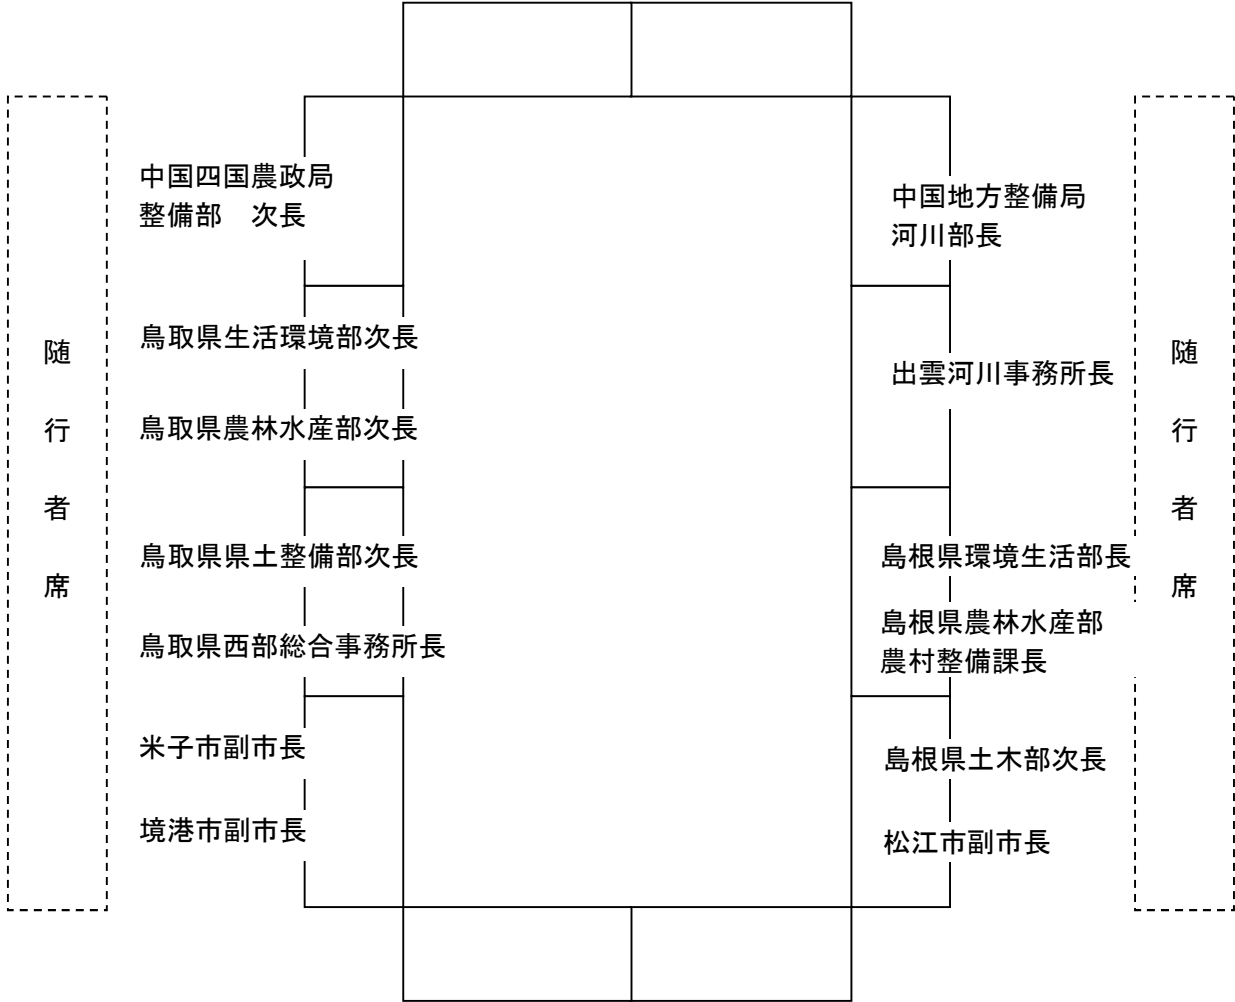 随行者席
中国四国農政局
整備部　次長
鳥取県生活環境部次長
鳥取県農林水産部次長
鳥取県県土整備部次長
鳥取県西部総合事務所長
米子市副市長
境港市副市長
中国地方整備局
河川部長
出雲河川事務所長
島根県環境生活部長
島根県農林水産部
農村整備課長
島根県土木部次長
松江市副市長
随行者席